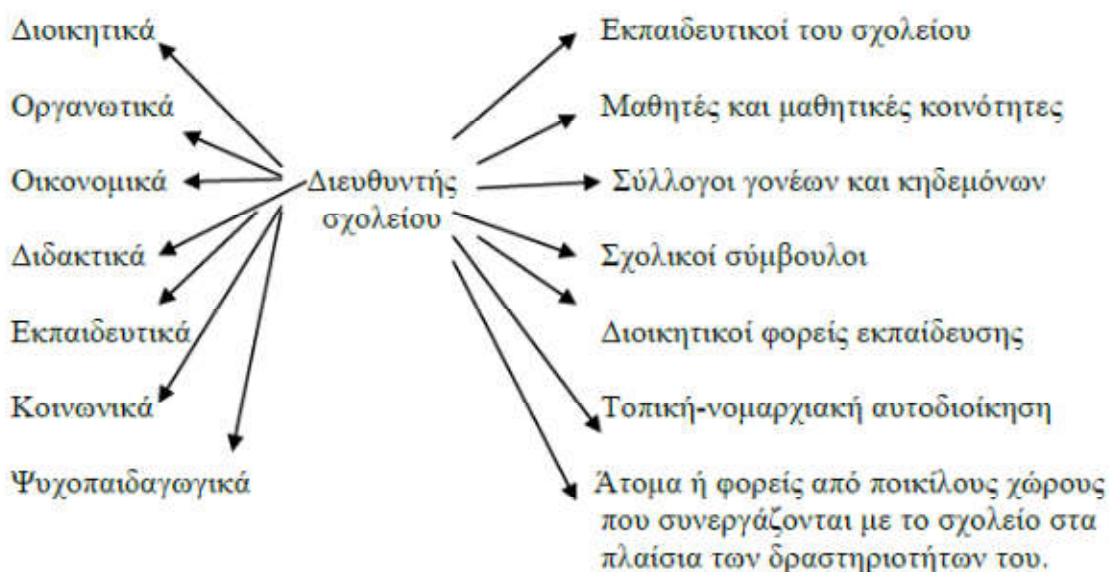 Διοικητικά
Οργανωτικά
Οικονομικά
Διδακτικά
Εκπαιδευτικά
Κοινωνικά
Ψυχοπαιδαγωγικά
Διευθυντής
σχολείου
Εκπαιδευτικοί του σχολείου
Μαθητές και μαθητικές κοινότητες
Σύλλογοι γονέων και κηδεμόνων
Σχολικοί σύμβουλοι
Διοικητικοί φορείς εκπαίδευσης
Τοπική-νομαρχιακή αυτοδιοίκηση
Άτομα ή φορείς από ποικίλους χώρους
που συνεργάζονται με το σχολείο στα
πλαίσια των δραστηριοτήτων του.